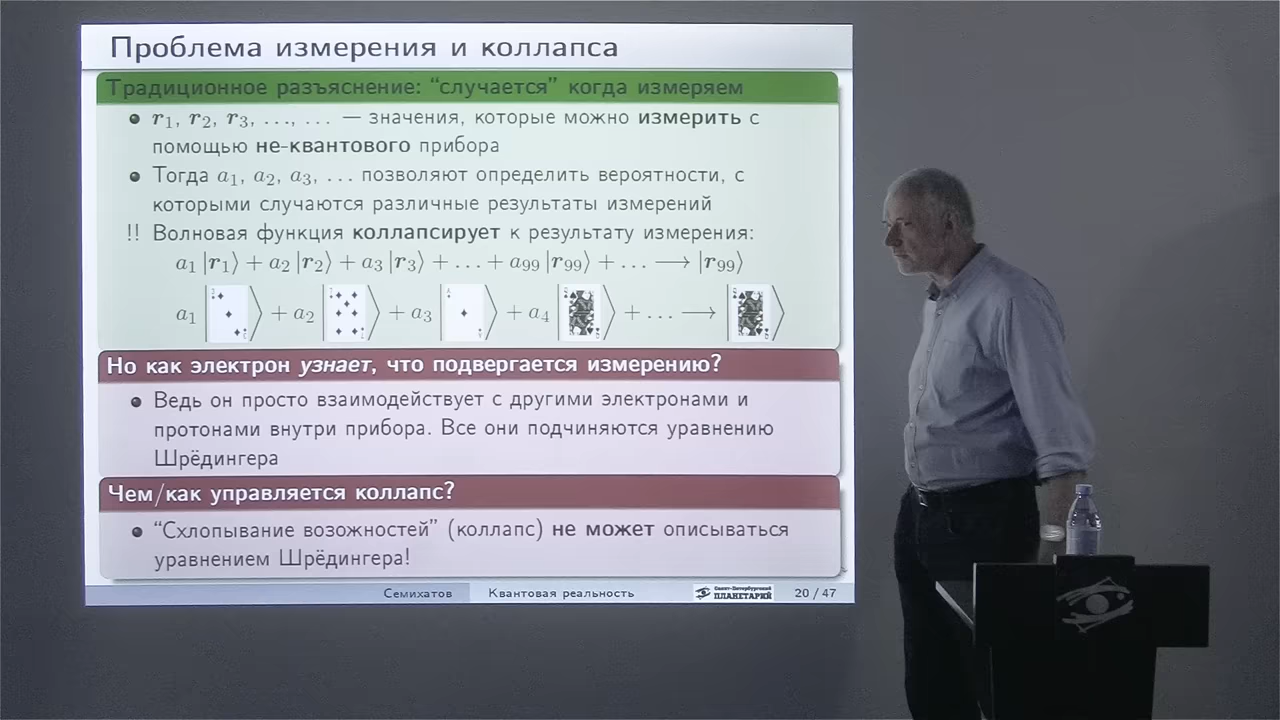 Проблема измерения и коллапса
Традиционное разъяснение: “случается” когда измеряем
r₁, r₂, r₃, ..., ... — значения, которые можно измерить с
помощью не-квантового прибора
Тогда a₁, a₂, a₃, ... позволяют определить вероятности, с
которыми случаются различные результаты измерений
!! Волновая функция коллапсирует к результату измерения:
a₁ |r₁⟩ + a₂ |r₂⟩ + a₃ |r₃⟩ + ... + a₉₉ |r₉₉⟩ + ... ⟶ |r₉₉⟩
a₁ ⟩ + a₂ ⟩ + a₃ ⟩ + a₄ ⟩ + ... ⟶ ⟩
Но как электрон узнает, что подвергается измерению?
Ведь он просто взаимодействует с другими электронами и
протонами внутри прибора. Все они подчиняются уравнению
Шрёдингера
Чем/как управляется коллапс?
“Схлопывание возожностей” (коллапс) не может описываться
уравнением Шрёдингера!
Семихатов Квантовая реальность Санкт-Петербургский ПЛАНЕТАРИЙ 20 / 47